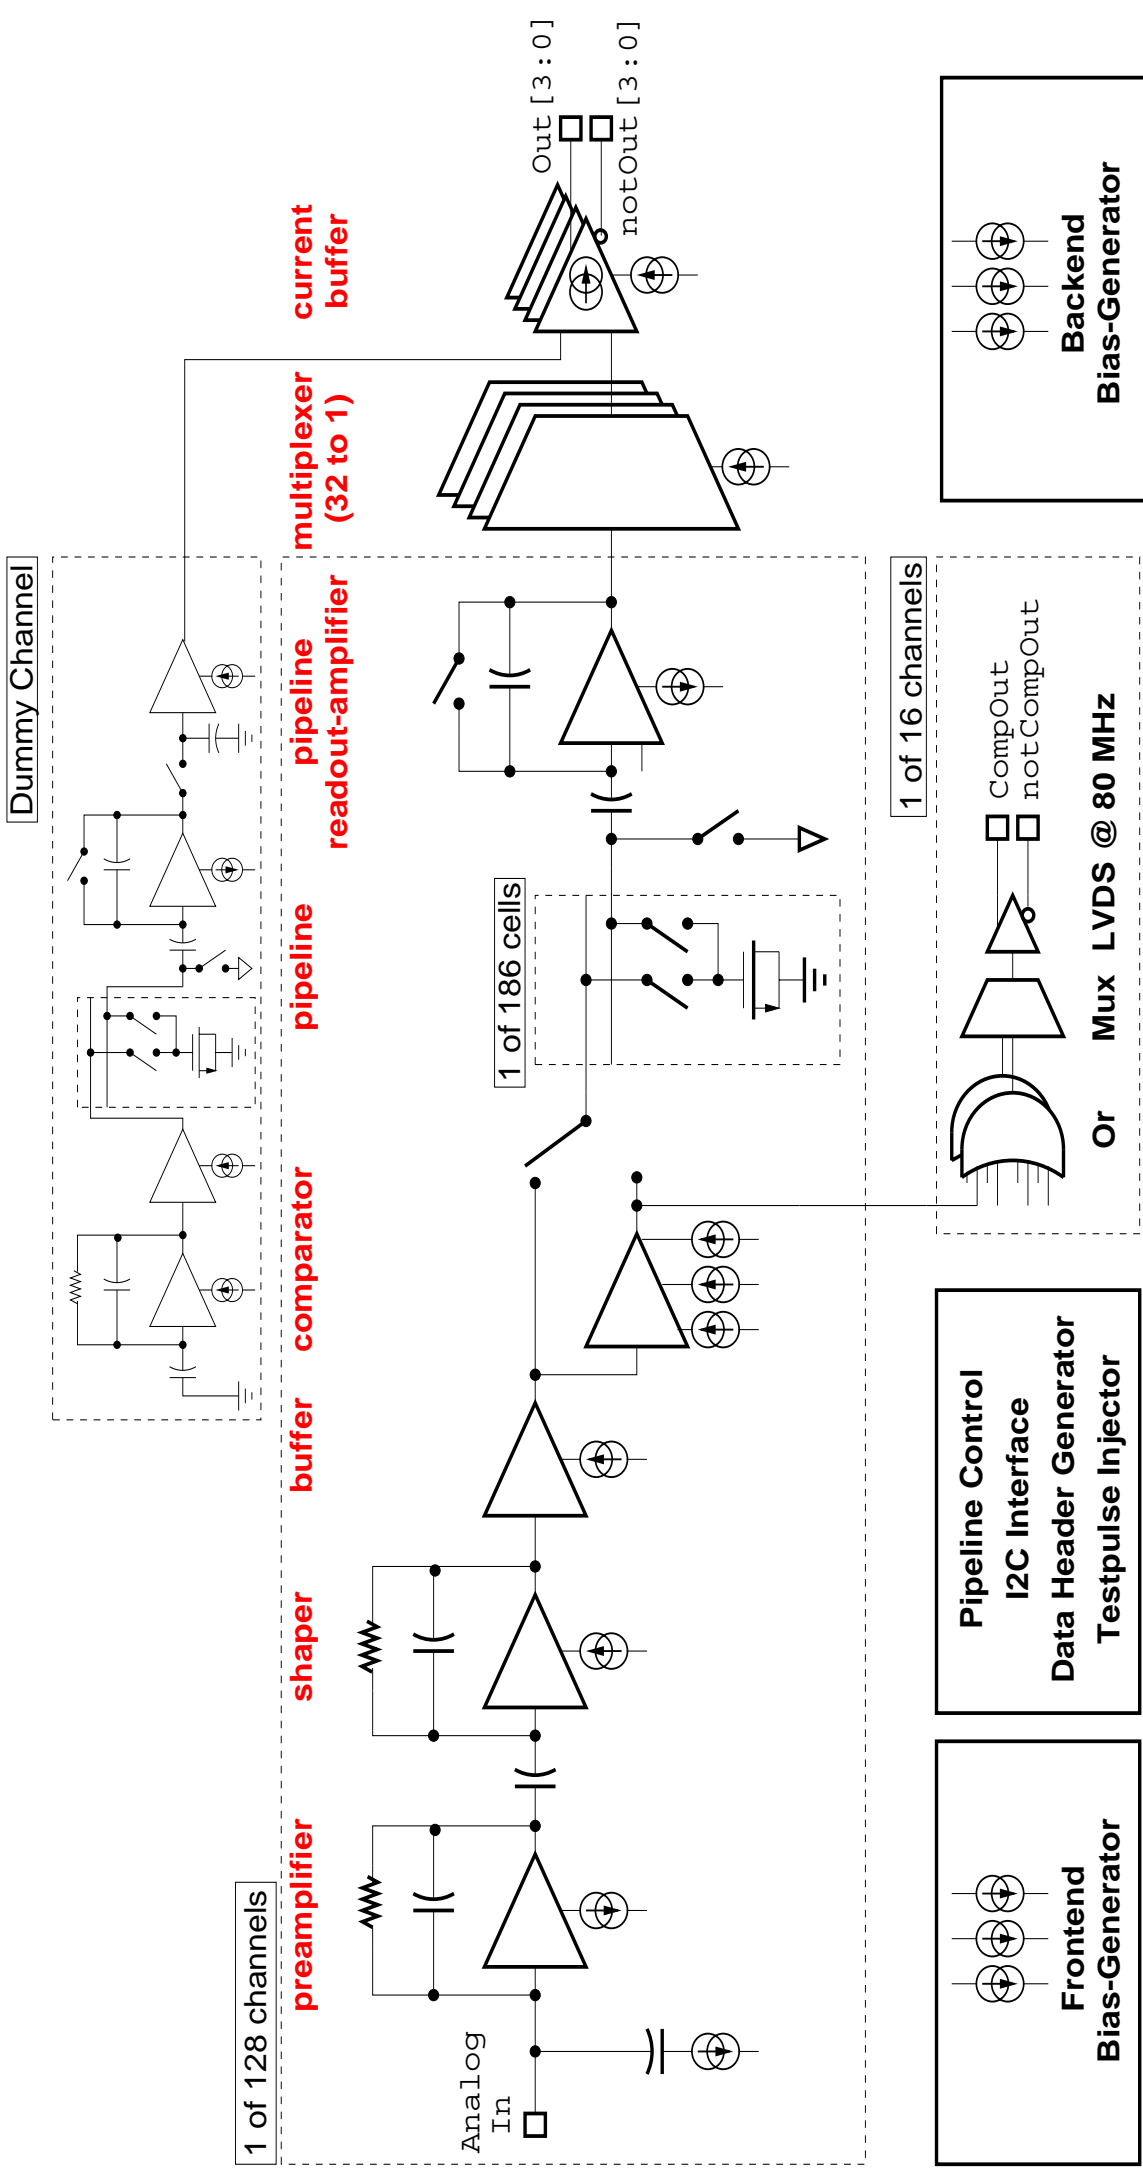 Dummy Channel
1 of 128 channels
preamplifier
shaper
buffer
comparator
pipeline
pipeline
readout-amplifier
multiplexer
(32 to 1)
current
buffer
Analog
In
1 of 186 cells
Out[3:0]
notOut[3:0]
1 of 16 channels
CompOut
notCompOut
Or
Mux
LVDS @ 80 MHz
Frontend
Bias-Generator
Pipeline Control
I2C Interface
Data Header Generator
Testpulse Injector
Backend
Bias-Generator